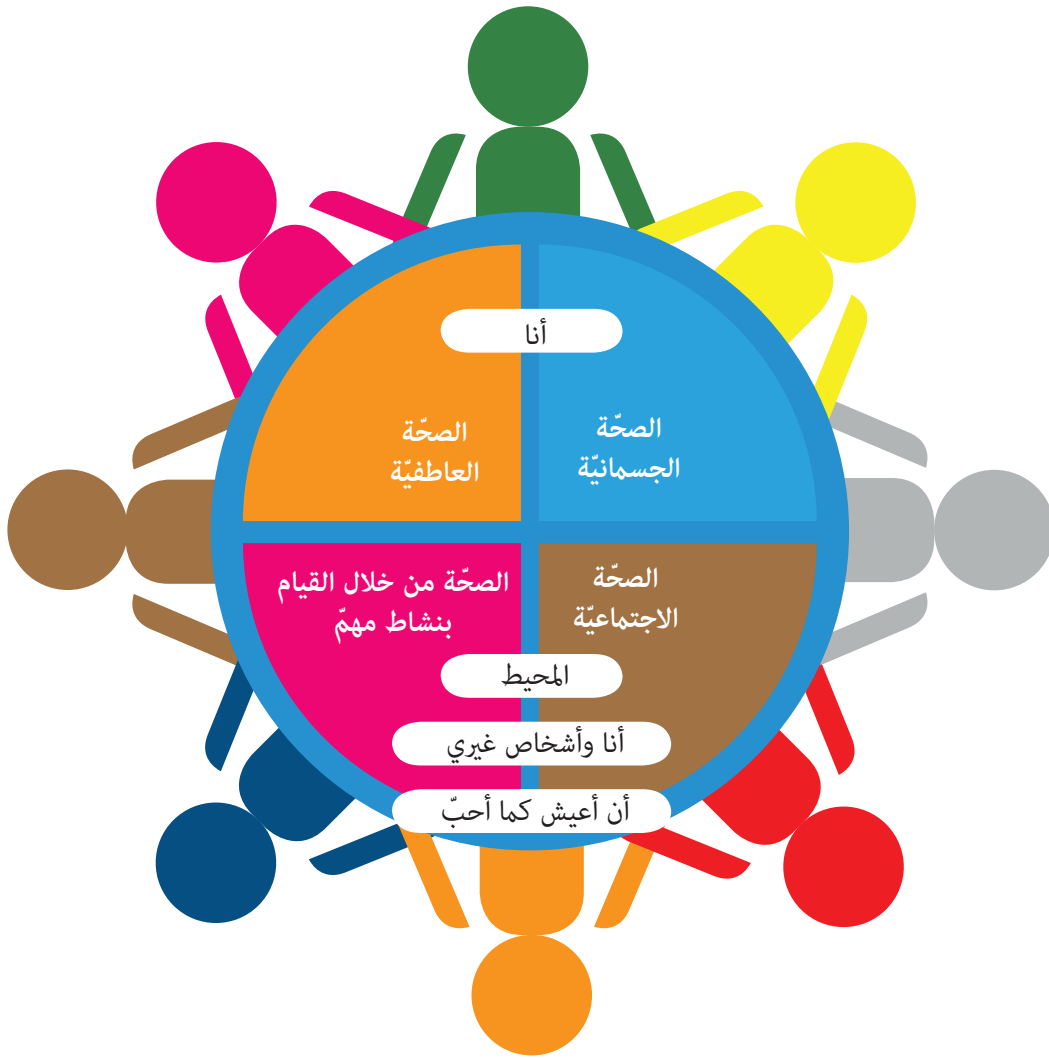 أنا
الصحّة
الجسمانيّة
الصحّة
العاطفيّة
الصحّة
الاجتماعيّة
الصحّة من خلال القيام
بنشاط مهمّ
المحيط
أنا وأشخاص غيري
أن أعيش كما أحبّ